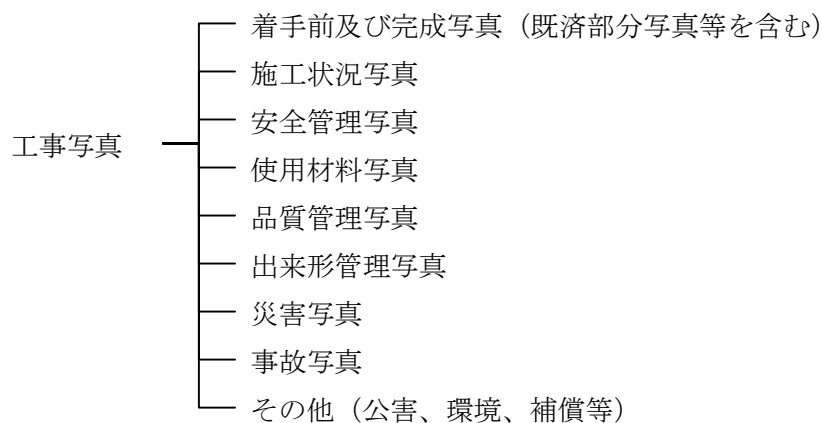 着手前及び完成写真（既済部分写真等を含む）
施工状況写真
安全管理写真
工事写真
使用材料写真
品質管理写真
出来形管理写真
災害写真
事故写真
その他（公害、環境、補償等）